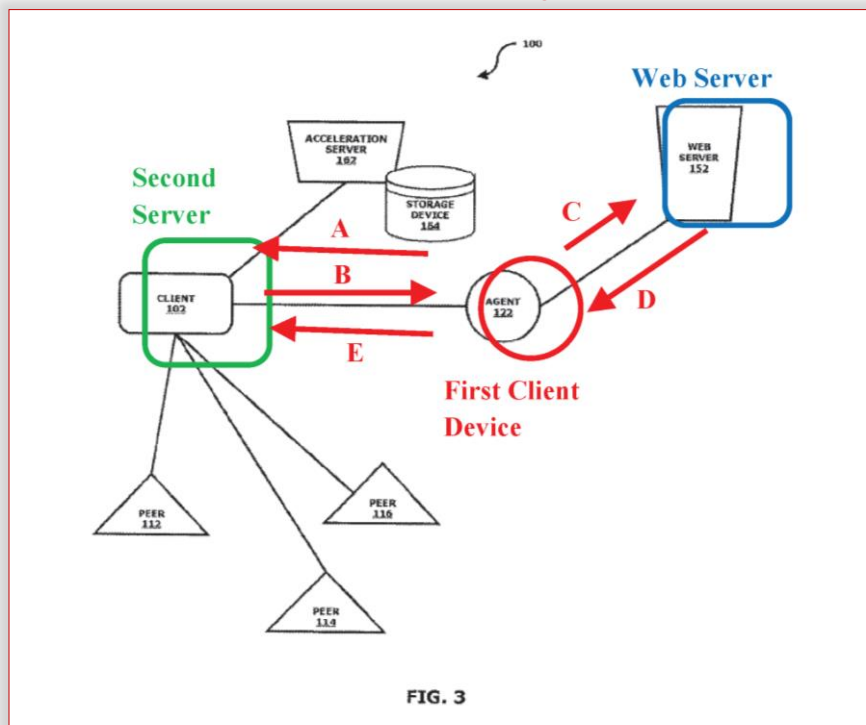 100
Web Server
ACCELERATION
SERVER
162
WEB
SERVER
152
Second
Server
STORAGE
DEVICE
164
C
A
B
CLIENT
102
AGENT
122
D
E
First Client
Device
PEER
112
PEER
116
PEER
114
FIG. 3